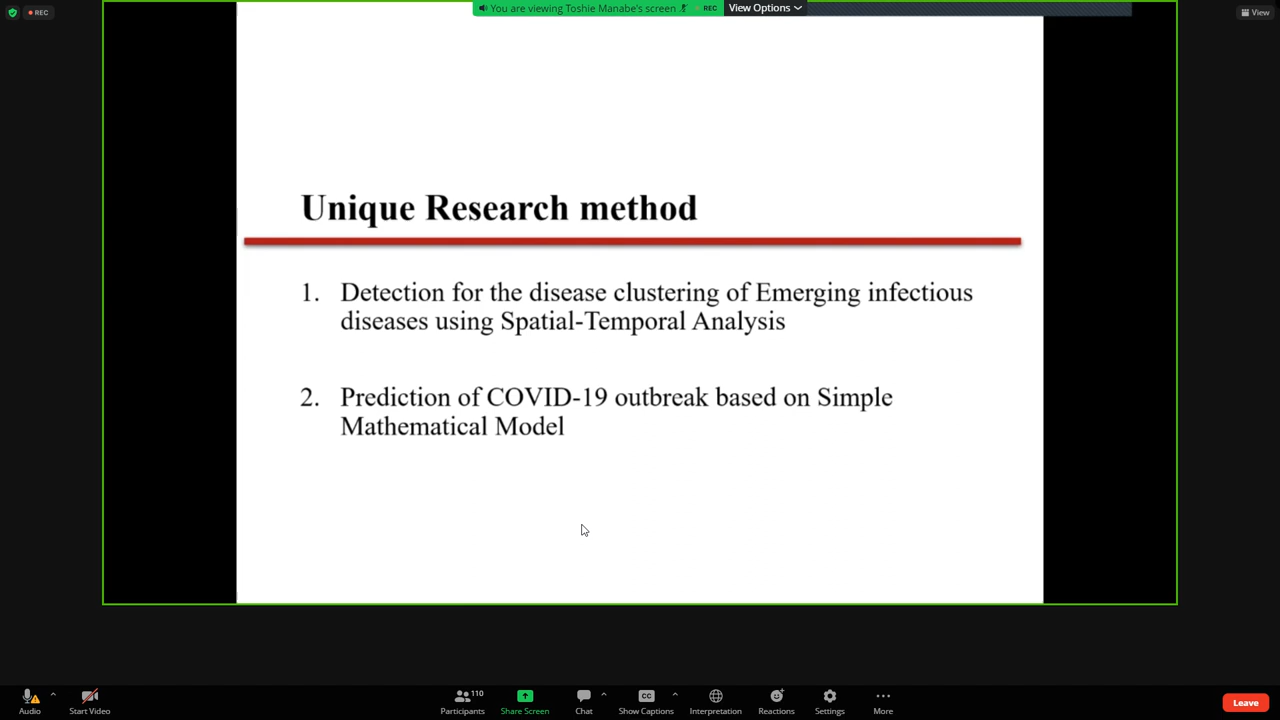 REC
You are viewing Toshie Manabe's screen
REC
View Options
View
Unique Research method
1. Detection for the disease clustering of Emerging infectious
diseases using Spatial-Temporal Analysis
2. Prediction of COVID-19 outbreak based on Simple
Mathematical Model
Audio
Start Video
110
Participants
Share Screen
Chat
CC
Show Captions
Interpretation
Reactions
Settings
More
Leave